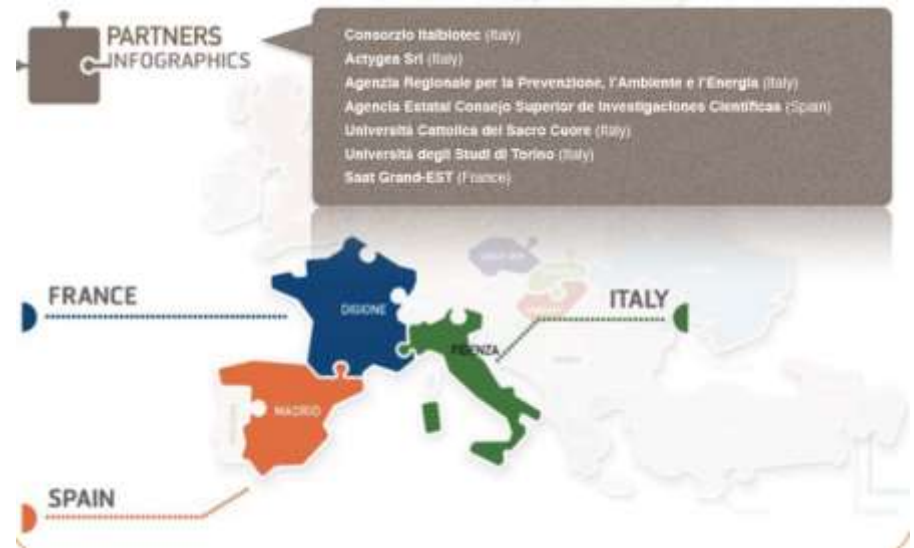 PARTNERS
INFOGRAPHICS
Consorzio Italbiotec (Italy)
Actygea Srl (Italy)
Agenzia Regionale per la Prevenzione, l'Ambiente e l'Energia (Italy)
Agencia Estatal Consejo Superior de Investigaciones Cientificas (Spain)
Università Cattolica del Sacro Cuore (Italy)
Università degli Studi di Torino (Italy)
Saat Grand-EST (France)
FRANCE
ITALY
DIGIONE
MADRID
SPAIN